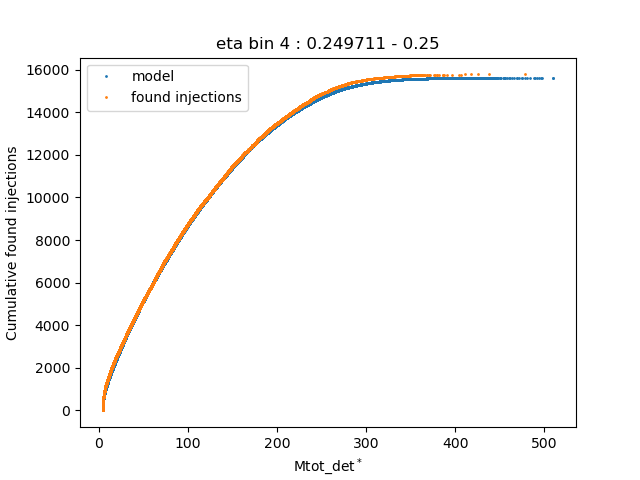 eta bin 4 : 0.249711 - 0.25
model
found injections
Cumulative found injections
16000
14000
12000
10000
8000
6000
4000
2000
0
0 100 200 300 400 500
Mtot_det*